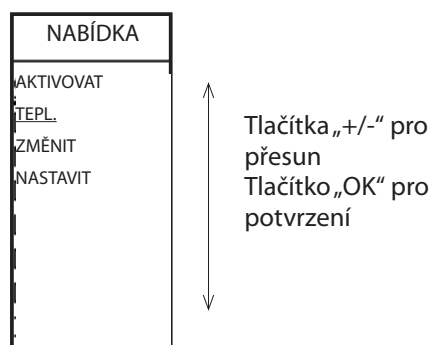 NABÍDKA
AKTIVOVAT
TEPL.
ZMĚNIT
NASTAVIT
Tlačítka „+/-“ pro
přesun
Tlačítko „OK“ pro
potvrzení